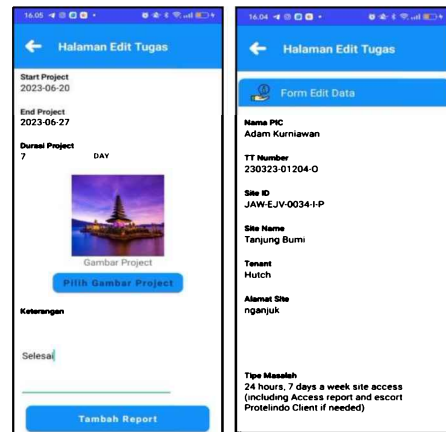 16.05
Halaman Edit Tugas
Start Project
2023-06-20
End Project
2023-06-27
Durasi Project
7 DAY
Gambar Project
Pilih Gambar Project
Keterangan
Selesai
Tambah Report
16.04
Halaman Edit Tugas
Form Edit Data
Nama PIC
Adam Kurniawan
TT Number
230323-01204-O
Site ID
JAW-EJV-0034-I-P
Site Name
Tanjung Bumi
Tenant
Hutch
Alamat Site
nganjuk
Tipe Masalah
24 hours, 7 days a week site access
(including Access report and escort
Protelindo Client if needed)